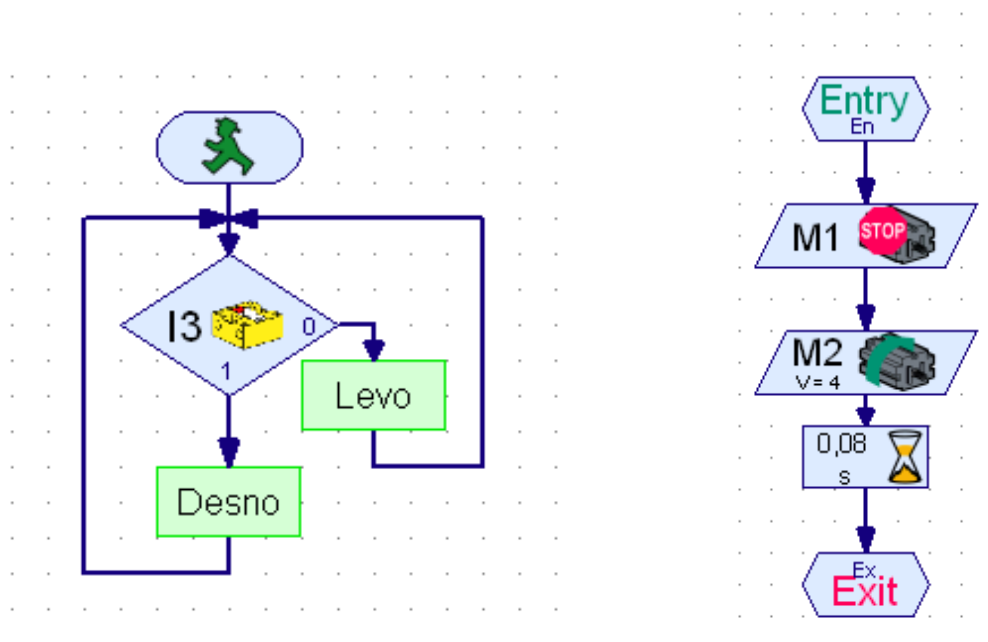 I3
0
1
Levo
Desno
Entry
En
M1
STOP
M2
V = 4
0,08
s
Ex
Exit